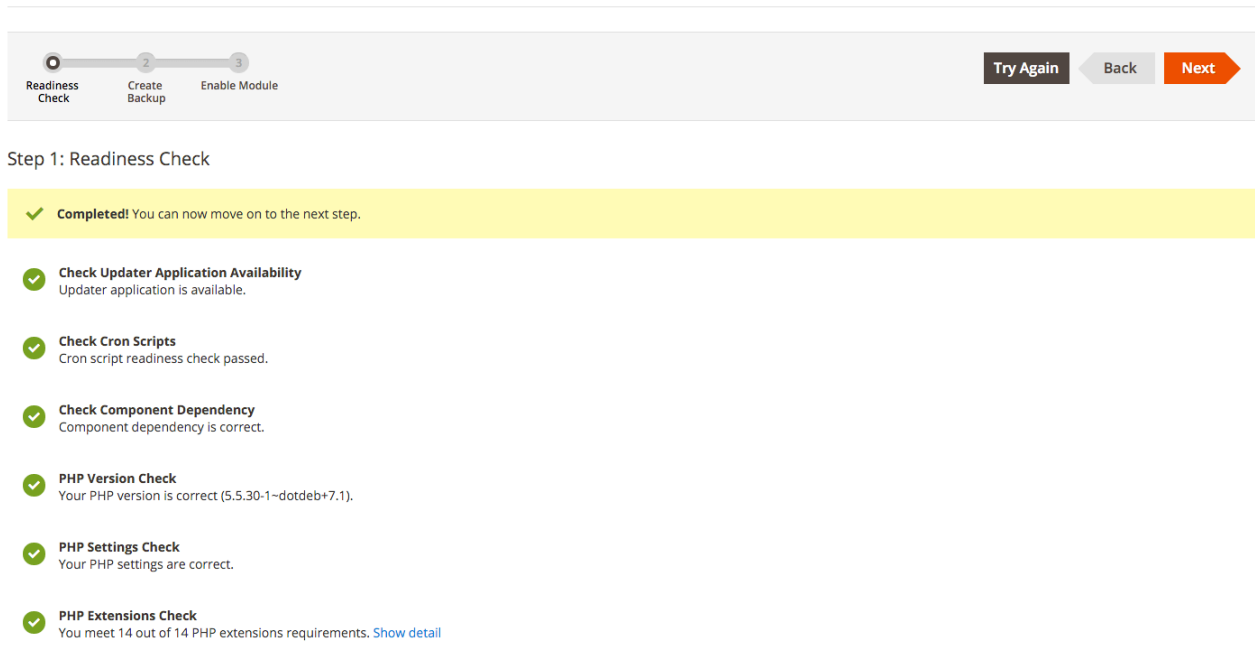 2
3
Readiness
Check
Create
Backup
Enable Module
Try Again
Back
Next
Step 1: Readiness Check
Completed! You can now move on to the next step.
Check Updater Application Availability
Updater application is available.
Check Cron Scripts
Cron script readiness check passed.
Check Component Dependency
Component dependency is correct.
PHP Version Check
Your PHP version is correct (5.5.30-1~dotdeb+7.1).
PHP Settings Check
Your PHP settings are correct.
PHP Extensions Check
You meet 14 out of 14 PHP extensions requirements. Show detail